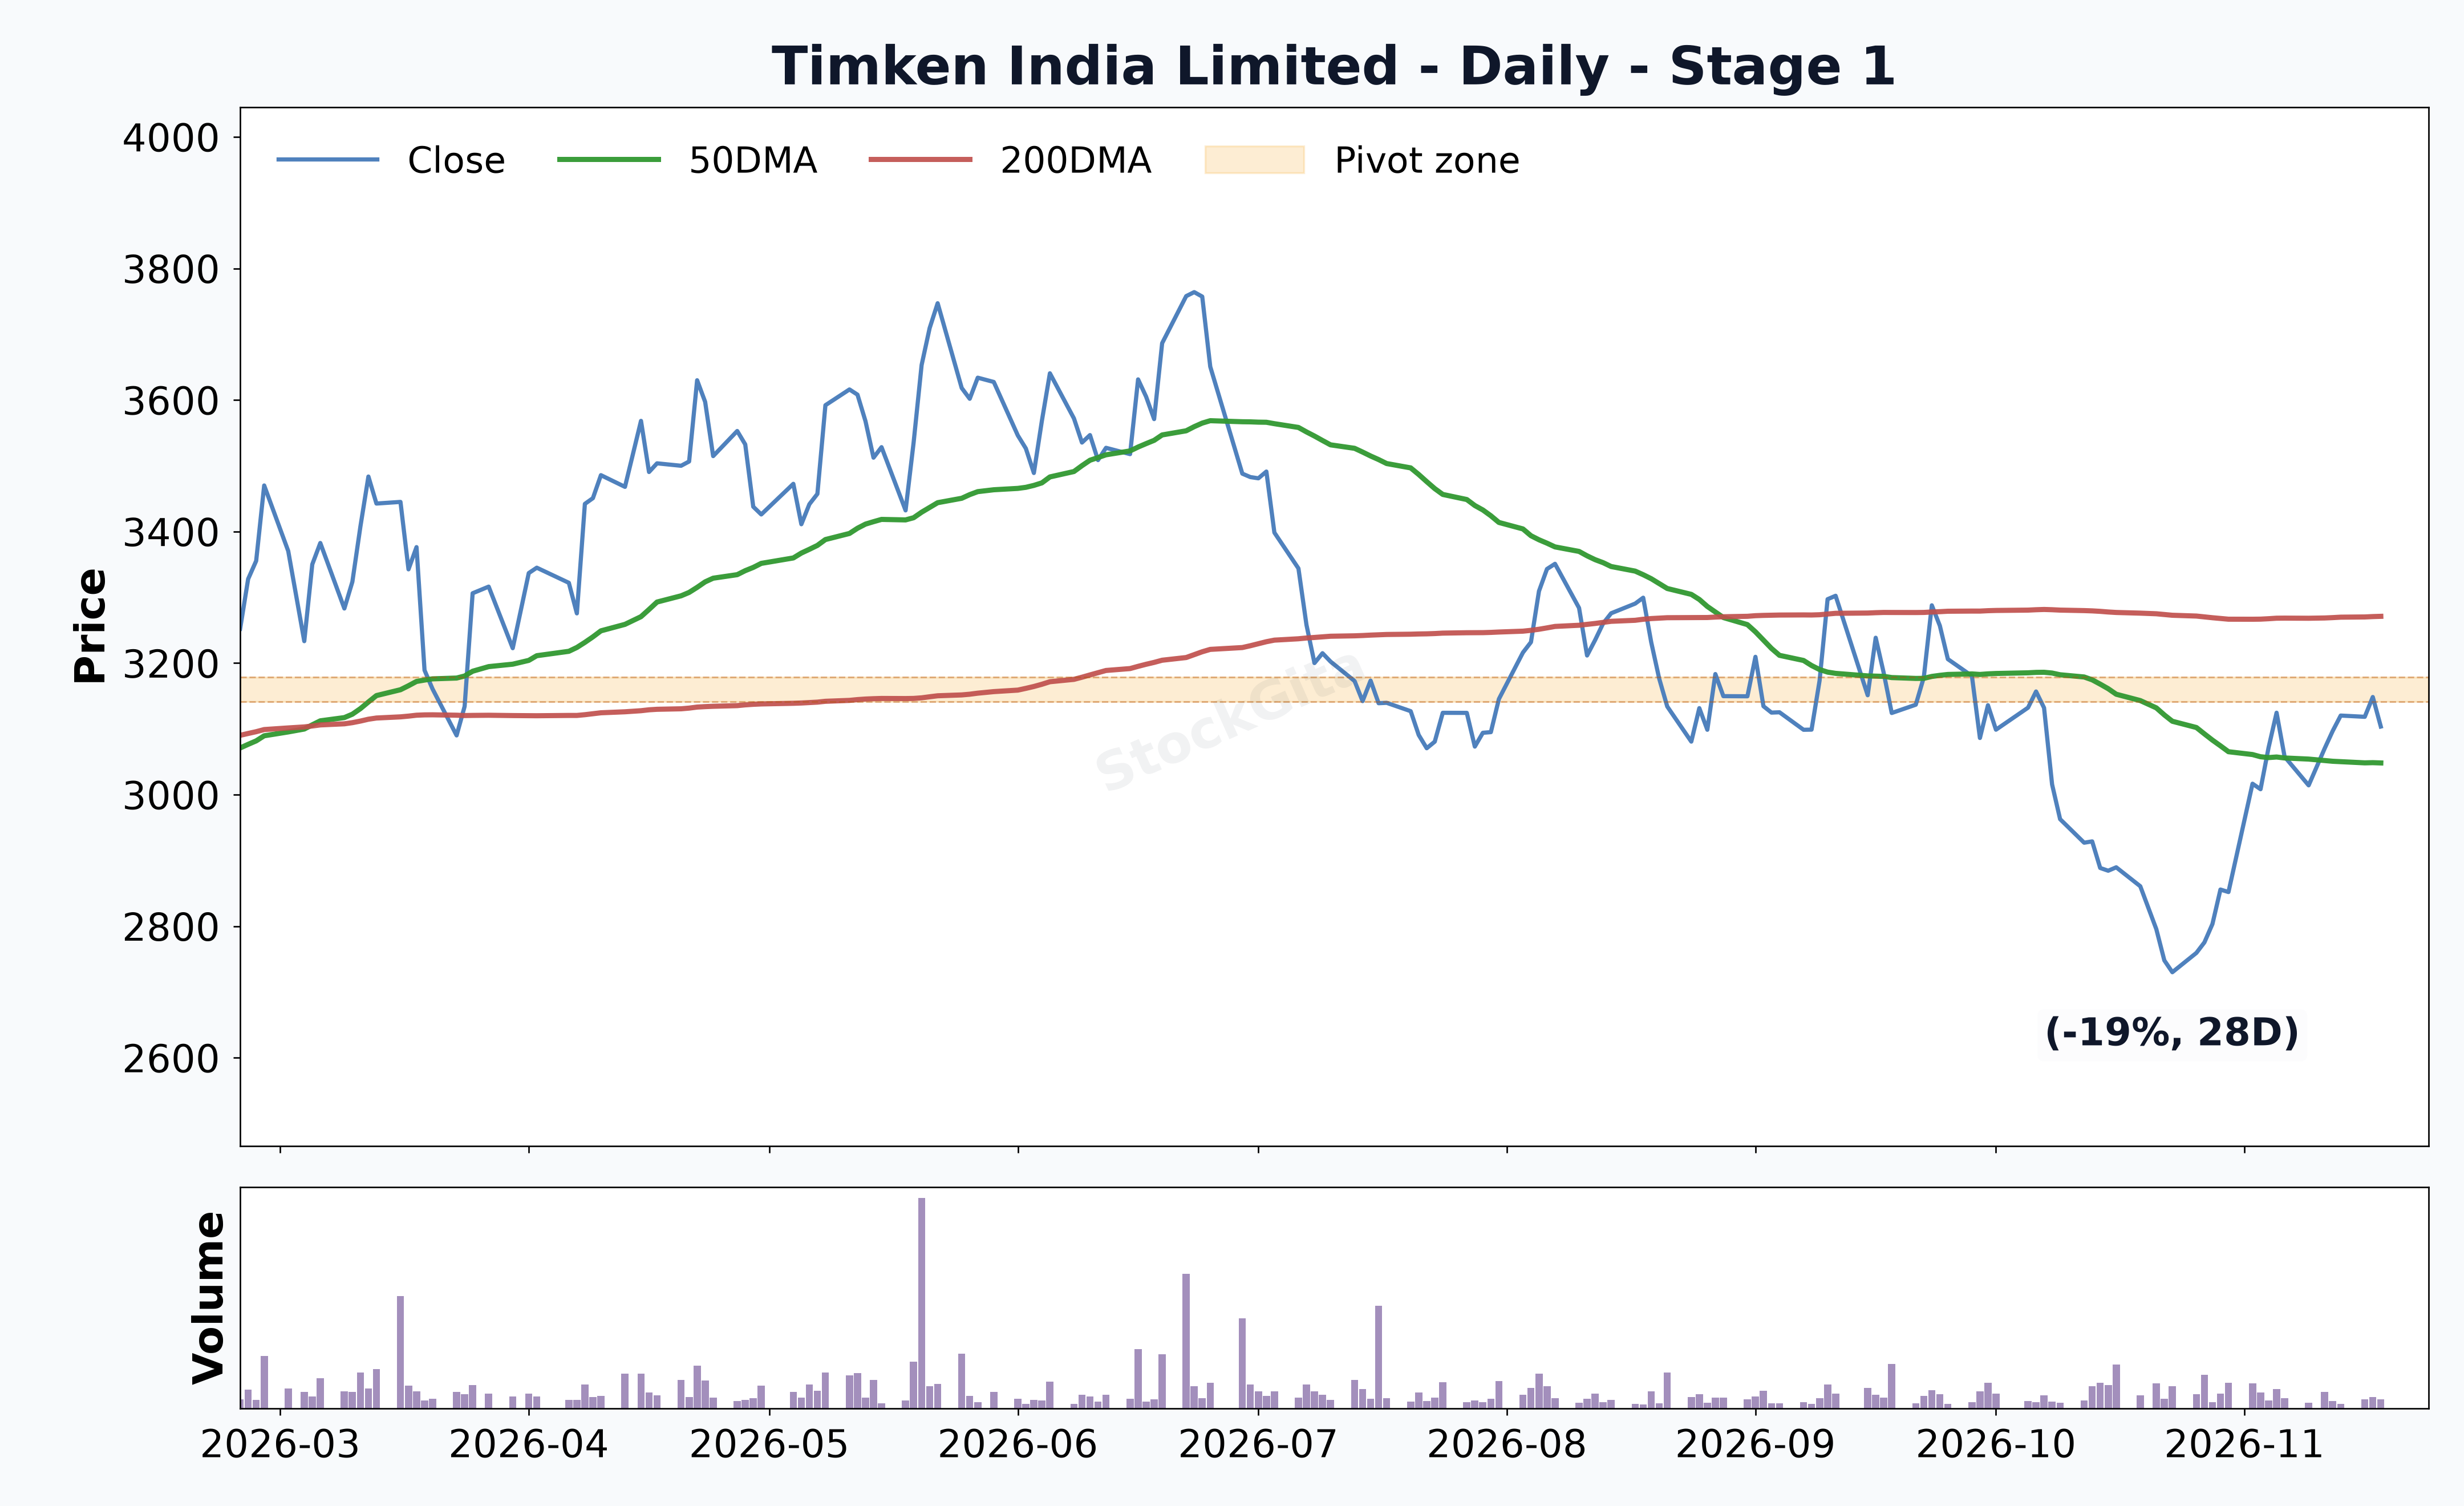 Timken India Limited - Daily - Stage 1
Close 50DMA 200DMA Pivot zone
Price
4000
3800
3600
3400
3200
3000
2800
2600
StockGita
(-19%, 28D)
Volume
2026-03 2026-04 2026-05 2026-06 2026-07 2026-08 2026-09 2026-10 2026-11